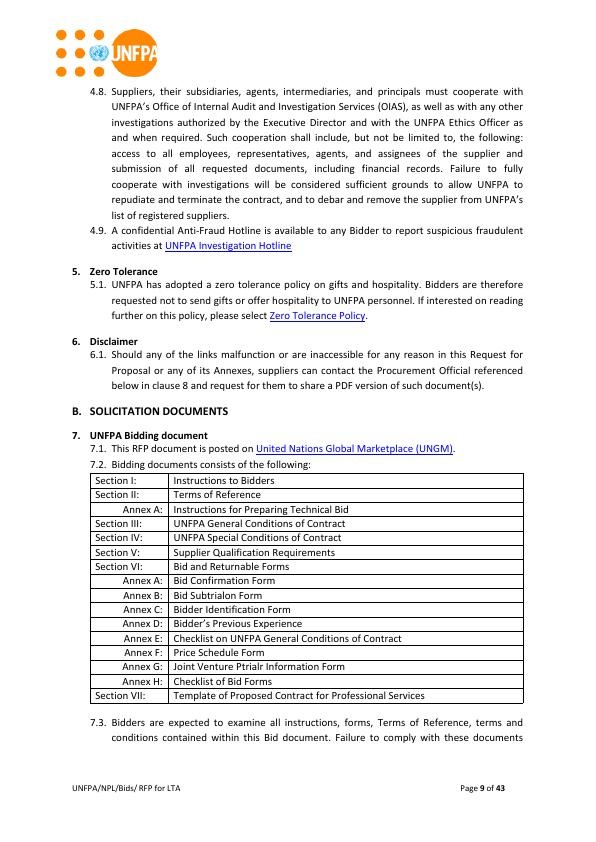 UNFPA
4.8. Suppliers, their subsidiaries, agents, intermediaries, and principals must cooperate with
UNFPA's Office of Internal Audit and Investigation Services (OIAS), as well as with any other
investigations authorized by the Executive Director and with the UNFPA Ethics Officer as
and when required. Such cooperation shall include, but not be limited to, the following:
access to all employees, representatives, agents, and assignees of the supplier and
submission of all requested documents, including financial records. Failure to fully
cooperate with investigations will be considered sufficient grounds to allow UNFPA to
repudiate and terminate the contract, and to debar and remove the supplier from UNFPA's
list of registered suppliers.
4.9. A confidential Anti-Fraud Hotline is available to any Bidder to report suspicious fraudulent
activities at UNFPA Investigation Hotline
5. Zero Tolerance
5.1. UNFPA has adopted a zero tolerance policy on gifts and hospitality. Bidders are therefore
requested not to send gifts or offer hospitality to UNFPA personnel. If interested on reading
further on this policy, please select Zero Tolerance Policy.
6. Disclaimer
6.1. Should any of the links malfunction or are inaccessible for any reason in this Request for
Proposal or any of its Annexes, suppliers can contact the Procurement Official referenced
below in clause 8 and request for them to share a PDF version of such document(s).
B. SOLICITATION DOCUMENTS
7. UNFPA Bidding document
7.1. This RFP document is posted on United Nations Global Marketplace (UNGM).
7.2. Bidding documents consists of the following:
Section I: Instructions to Bidders
Section II: Terms of Reference
Annex A: Instructions for Preparing Technical Bid
Section III: UNFPA General Conditions of Contract
Section IV: UNFPA Special Conditions of Contract
Section V: Supplier Qualification Requirements
Section VI: Bid and Returnable Forms
Annex A: Bid Confirmation Form
Annex B: Bid Subtrialon Form
Annex C: Bidder Identification Form
Annex D: Bidder's Previous Experience
Annex E: Checklist on UNFPA General Conditions of Contract
Annex F: Price Schedule Form
Annex G: Joint Venture Ptrialr Information Form
Annex H: Checklist of Bid Forms
Section VII: Template of Proposed Contract for Professional Services
7.3. Bidders are expected to examine all instructions, forms, Terms of Reference, terms and
conditions contained within this Bid document. Failure to comply with these documents
UNFPA/NPL/Bids/ RFP for LTA Page 9 of 43